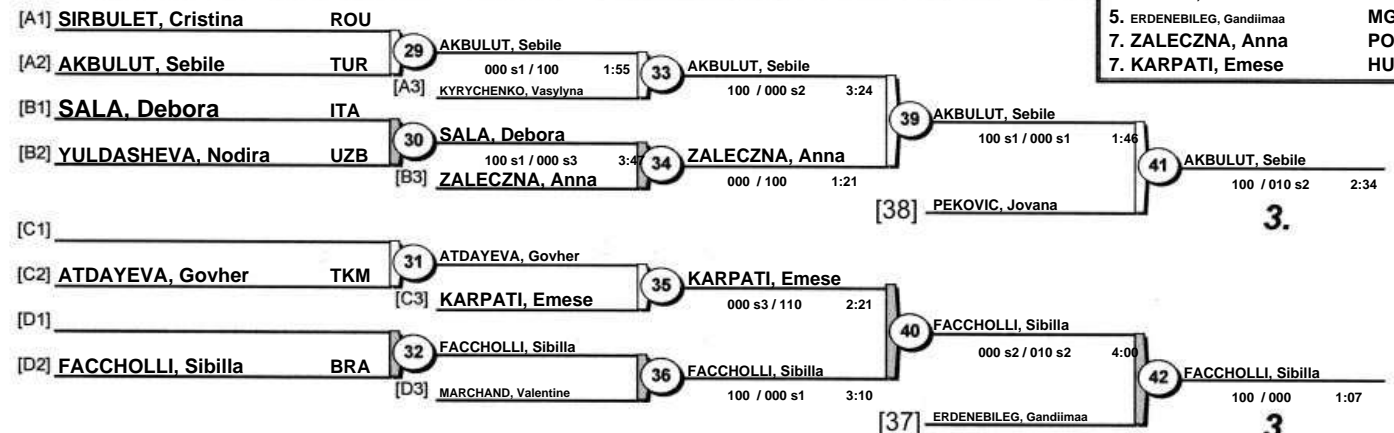 [A1] SIRBULET, Cristina ROU
[A2] AKBULUT, Sebile TUR
29
AKBULUT, Sebile
000 s1 / 100 1:55
[A3] KYRYCHENKO, Vasylyna
33
AKBULUT, Sebile
100 / 000 s2 3:24
[B1] SALA, Debora ITA
[B2] YULDASHEVA, Nodira UZB
30
SALA, Debora
100 s1 / 000 s3 3:47
[B3] ZALECZNA, Anna
34
ZALECZNA, Anna
000 / 100 1:21
39
AKBULUT, Sebile
100 s1 / 000 s1 1:46
[38] PEKOVIC, Jovana
41
AKBULUT, Sebile
100 / 010 s2 2:34
3.
[C1]
[C2] ATDAYEVA, Govher TKM
31
ATDAYEVA, Govher
[C3] KARPATI, Emese
35
KARPATI, Emese
000 s3 / 110 2:21
[D1]
[D2] FACCHOLLI, Sibilla BRA
32
FACCHOLLI, Sibilla
[D3] MARCHAND, Valentine
36
FACCHOLLI, Sibilla
100 / 000 s1 3:10
40
FACCHOLLI, Sibilla
000 s2 / 010 s2 4:00
[37] ERDENEBILEG, Gandiimaa
42
FACCHOLLI, Sibilla
100 / 000 1:07
3
5. ERDENEBILEG, Gandiimaa MG
7. ZALECZNA, Anna PO
7. KARPATI, Emese HU